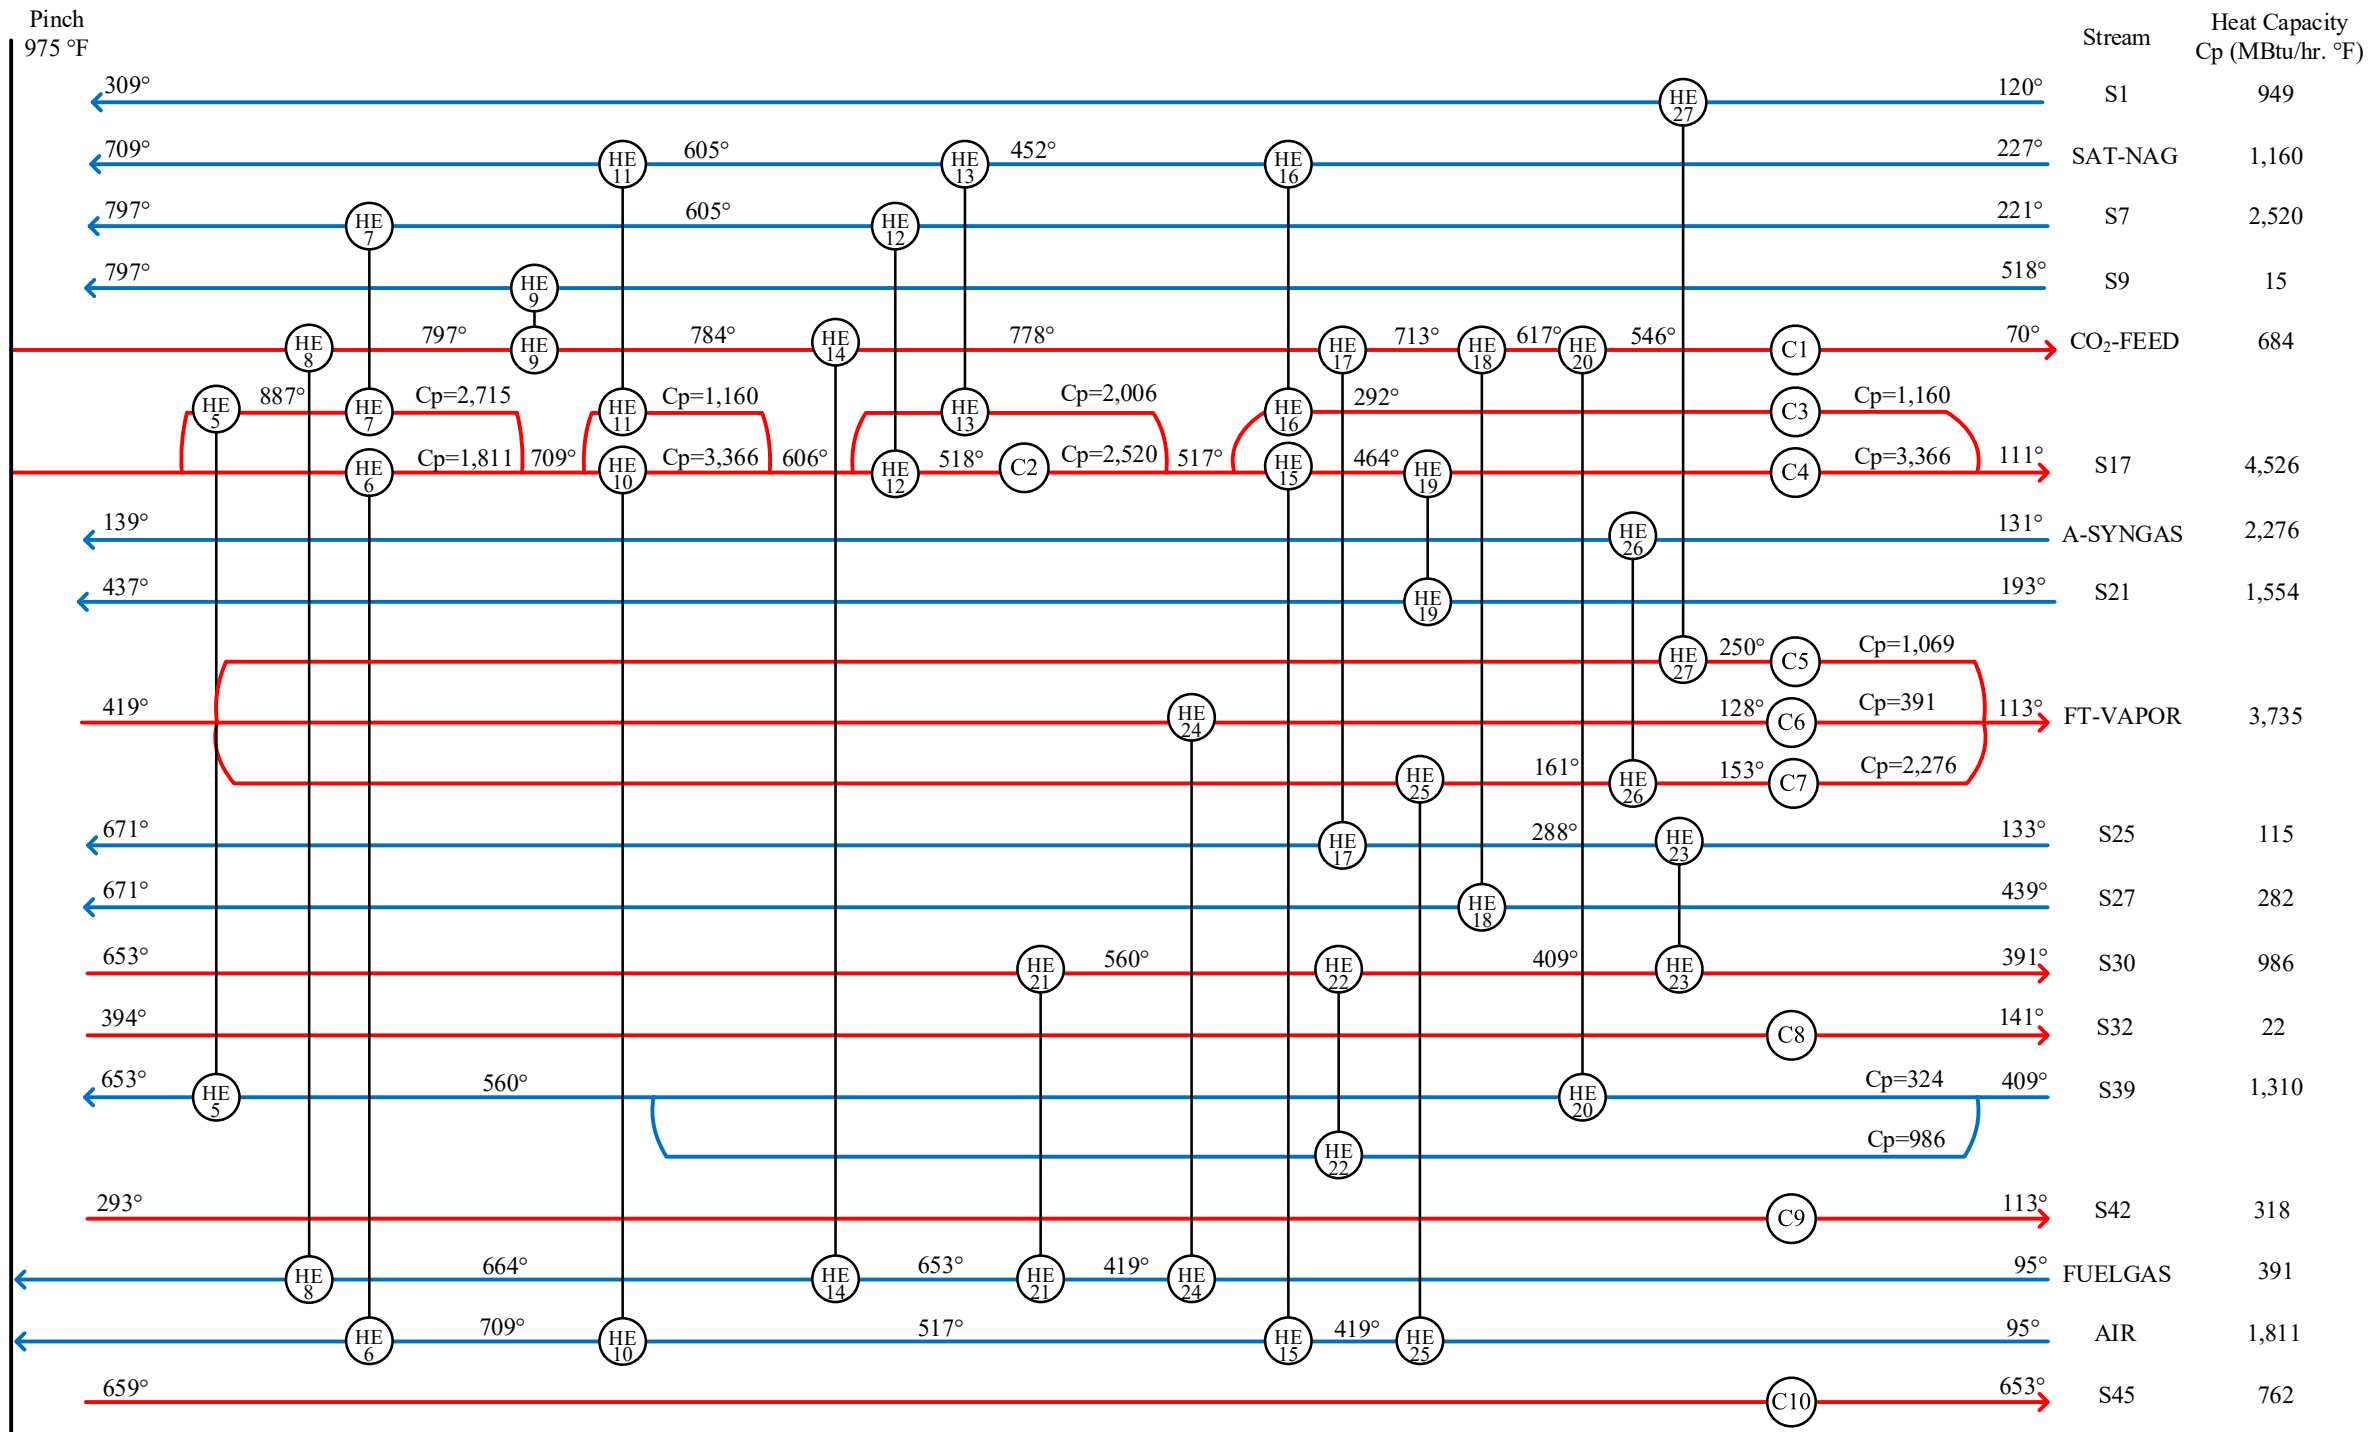 Pinch
975 °F
Stream
Heat Capacity
Cp (MBtu/hr. °F)
309°
HE
27
120°
S1
949
709°
HE
11
605°
HE
13
452°
HE
16
227°
SAT-NAG
1,160
797°
HE
7
605°
HE
12
221°
S7
2,520
797°
HE
9
518°
S9
15
HE
8
797°
HE
9
784°
HE
14
778°
HE
17
713°
HE
18
617°
HE
20
546°
C1
70°
CO₂-FEED
684
HE
5
887°
HE
7
Cp=2,715
HE
11
Cp=1,160
HE
13
Cp=2,006
HE
16
292°
C3
Cp=1,160
HE
6
Cp=1,811
709°
HE
10
Cp=3,366
606°
HE
12
518°
C2
Cp=2,520
517°
HE
15
464°
HE
19
C4
Cp=3,366
111°
S17
4,526
139°
HE
26
131°
A-SYNGAS
2,276
437°
HE
19
193°
S21
1,554
HE
27
250°
C5
Cp=1,069
419°
HE
24
128°
C6
Cp=391
113°
FT-VAPOR
3,735
HE
25
161°
HE
26
153°
C7
Cp=2,276
671°
HE
17
288°
HE
23
133°
S25
115
671°
HE
18
439°
S27
282
653°
HE
21
560°
HE
22
409°
HE
23
391°
S30
986
394°
C8
141°
S32
22
653°
HE
5
560°
HE
20
Cp=324
409°
S39
1,310
HE
22
Cp=986
293°
C9
113°
S42
318
HE
8
664°
HE
14
653°
HE
21
419°
HE
24
95°
FUELGAS
391
HE
6
709°
HE
10
517°
HE
15
419°
HE
25
95°
AIR
1,811
659°
C10
653°
S45
762